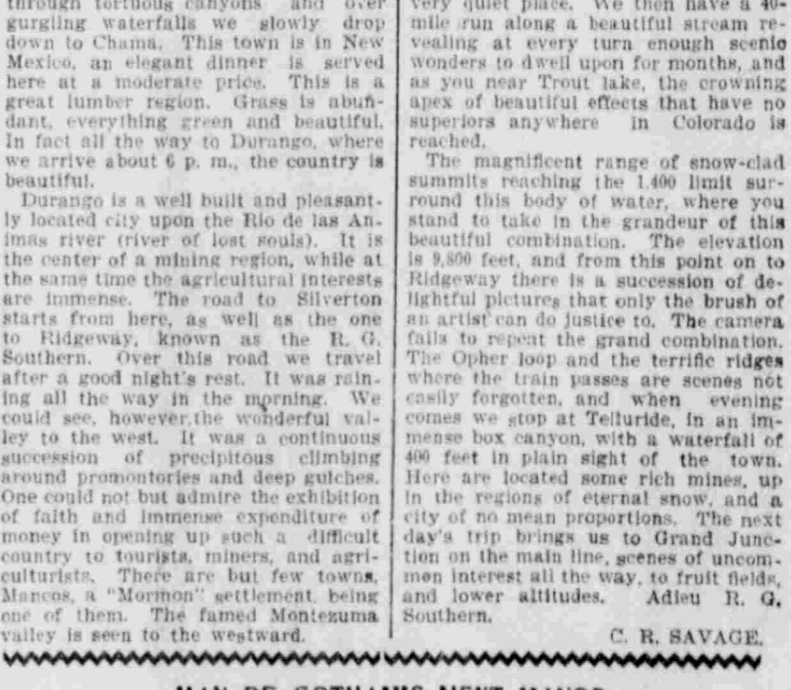 through tortuous canyons and over
gurgling waterfalls we slowly drop
down to Chama. This town is in New
Mexico, an elegant dinner is served
here at a moderate price. This is a
great lumber region. Grass is abun-
dant, everything green and beautiful.
In fact all the way to Durango, where
we arrive about 6 p. m., the country is
beautiful.
Durango is a well built and pleasant-
ly located city upon the Rio de las An-
imas river (river of lost souls). It is
the center of a mining region, while at
the same time the agricultural interests
are immense. The road to Silverton
starts from here, as well as the one
to Ridgeway, known as the R. G.
Southern. Over this road we travel
after a good night's rest. It was rain-
ing all the way in the morning. We
could see, however, the wonderful val-
ley to the west. It was a continuous
succession of precipitous climbing
around promontories and deep gulches.
One could not but admire the exhibition
of faith and immense expenditure of
money in opening up such a difficult
country to tourists, miners, and agri-
culturists. There are but few towns,
Mancos, a "Mormon" settlement, being
one of them. The famed Montezuma
valley is seen to the westward.
very quiet place. We then have a 40-
mile run along a beautiful stream re-
vealing at every turn enough scenic
wonders to dwell upon for months, and
as you near Trout lake, the crowning
apex of beautiful effects that have no
superiors anywhere in Colorado is
reached.
The magnificent range of snow-clad
summits reaching the 1,400 limit sur-
round this body of water, where you
stand to take in the grandeur of this
beautiful combination. The elevation
is 9,800 feet, and from this point on to
Ridgeway there is a succession of de-
lightful pictures that only the brush of
an artist can do justice to. The camera
fails to repeat the grand combination.
The Opher loop and the terrific ridges
where the train passes are scenes not
easily forgotten, and when evening
comes we stop at Telluride, in an im-
mense box canyon, with a waterfall of
400 feet in plain sight of the town.
Here are located some rich mines, up
in the regions of eternal snow, and a
city of no mean proportions. The next
day's trip brings us to Grand Junc-
tion on the main line, scenes of uncom-
mon interest all the way, to fruit fields,
and lower altitudes. Adieu R. G.
Southern.
C. R. SAVAGE.